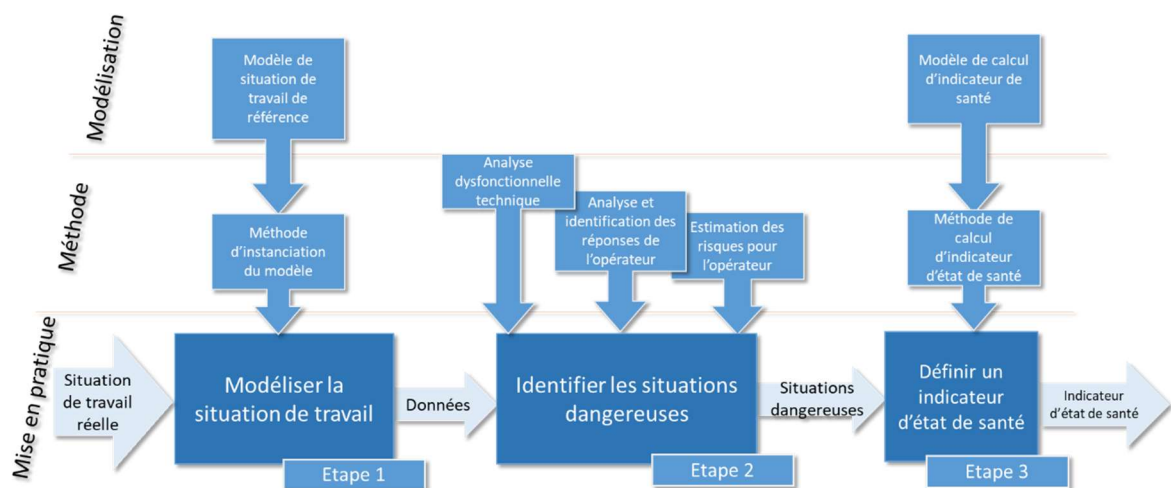 Modélisation
Modèle de
situation de
travail de
référence
Modèle de calcul
d'indicateur de
santé
Méthode
Analyse
dysfonctionnelle
technique
Analyse et
identification des
réponses de
l'opérateur
Estimation des
risques pour
l'opérateur
Méthode
d'instanciation
du modèle
Méthode de
calcul
d'indicateur
d'état de santé
Mise en pratique
Situation
de travail
réelle
Modéliser la
situation de travail
Etape 1
Données
Identifier les situations
dangereuses
Etape 2
Situations
dangereuses
Définir un
indicateur
d'état de santé
Etape 3
Indicateur
d'état de santé